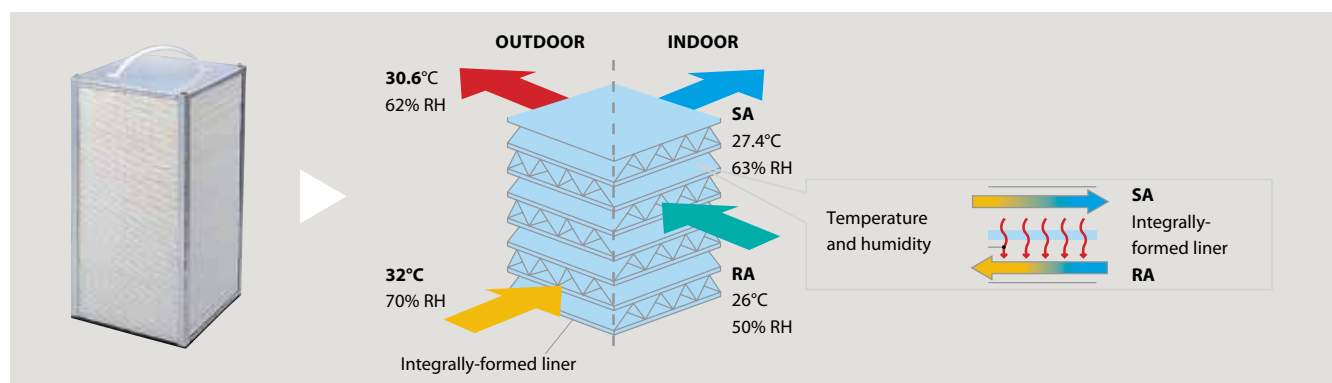 OUTDOOR
INDOOR
30.6°C
62% RH
SA
27.4°C
63% RH
32°C
70% RH
RA
26°C
50% RH
Integrally-formed liner
Temperature
and humidity
SA
Integrally-
formed liner
RA